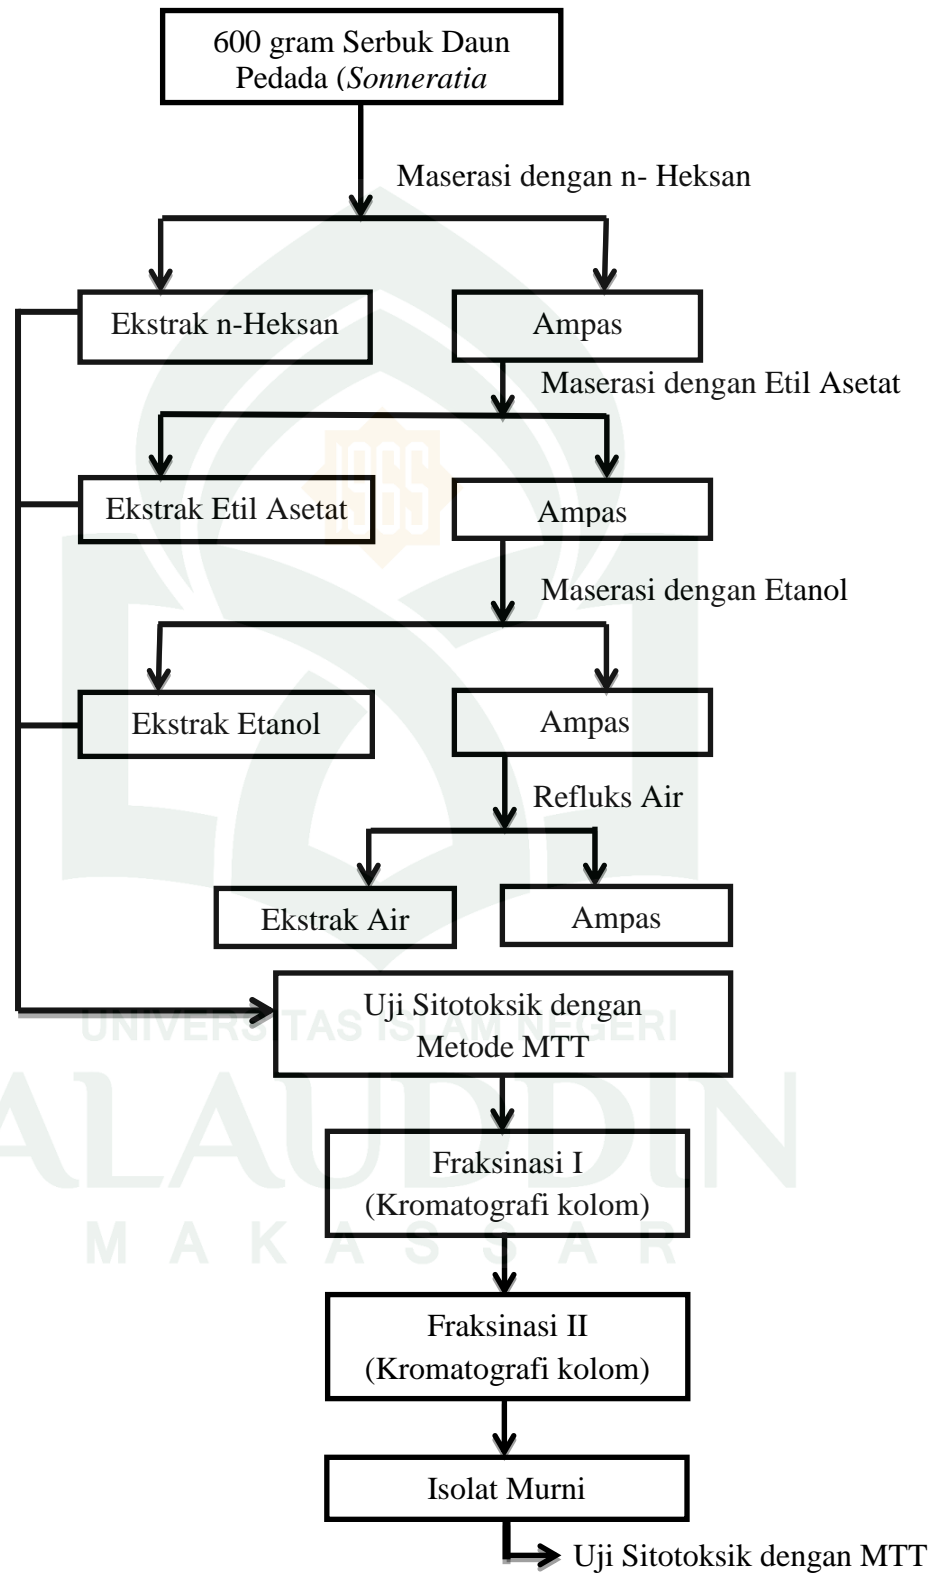 600 gram Serbuk Daun
Pedada (Sonneratia
Maserasi dengan n- Heksan
Ekstrak n-Heksan
Ampas
Maserasi dengan Etil Asetat
1965
Ekstrak Etil Asetat
Ampas
Maserasi dengan Etanol
Ekstrak Etanol
Ampas
Refluks Air
Ekstrak Air
Ampas
Uji Sitotoksik dengan
Metode MTT
UNIVERSITAS ISLAM NEGERI
ALAUDDIN
MAKASSAR
Fraksinasi I
(Kromatografi kolom)
Fraksinasi II
(Kromatografi kolom)
Isolat Murni
Uji Sitotoksik dengan MTT